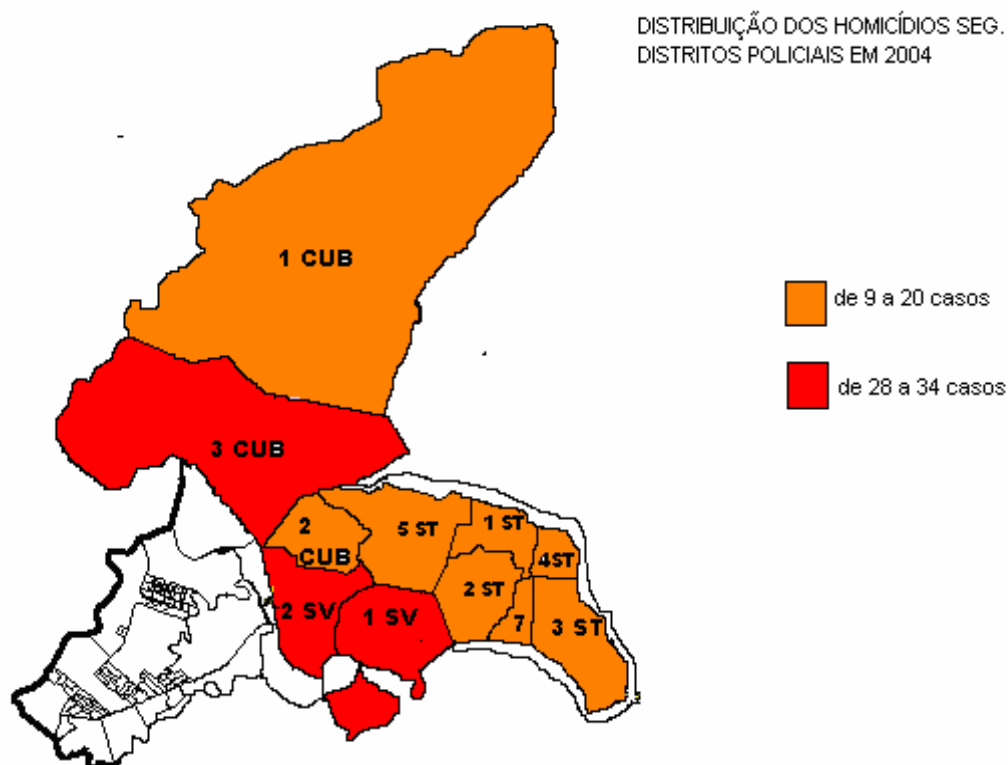 DISTRIBUIÇÃO DOS HOMICÍDIOS SEG.
DISTRITOS POLICIAIS EM 2004
1 CUB
de 9 a 20 casos
de 28 a 34 casos
3 CUB
2
CUB
5 ST
1 ST
4ST
2 ST
7
3 ST
2 SV
1 SV